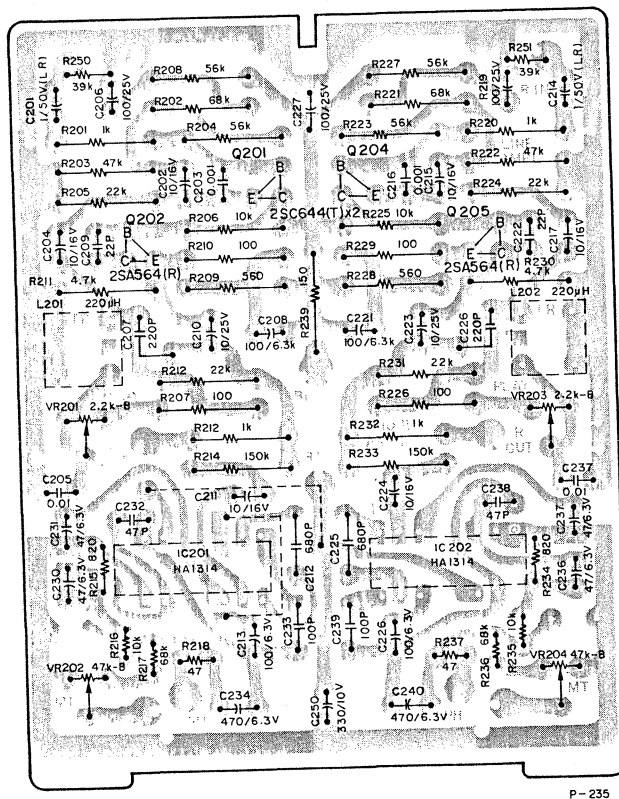 R250
39k
C201
1/50V(LR)
C206
100/25V
R208 56k
R202 68k
R201 1k
R204 56k
R203 47k
R205 22k
C202
10/16V
C203
0.001
Q201
B
E C
C227
100/25V
R227 56k
R221 68k
R223 56k
R219
100/25V
R251
39k
C214
1/50V(LR)
R220 1k
R222 47k
R224 22k
Q204
B
C E
C216
0.001
C215
10/16V
2SC644(T)x2
C204
10/16V
C209
22P
Q202
B
C E
2SA564(R)
R206 10k
R210 100
R209 560
R225 10k
R229 100
R228 560
Q205
B
E C
2SA564(R)
C222
22P
C217
10/16V
R230
4.7k
R211 4.7k
L201 220μH
L202 220μH
C207
220P
C210
10/25V
C208
100/6.3k
R239
150
C221
100/6.3k
C223
10/25V
C226
220P
R212 22k
R207 100
R212 1k
R214 150k
R231 22k
R226 100
R232 1k
R233 150k
VR201 2.2k-B
VR203 2.2k-B
OUT
C205
0.01
C232
47P
C211
10/16V
C224
10/16V
C238
47P
C237
0.01
C231
47/6.3V
R215 820
C230
47/6.3V
IC201
HA1314
680P
C212
C225
680P
IC202
HA1314
R234 820
C237
47/6.3V
C236
47/6.3V
R216
10k
R217
68k
R218
47
C213
100/6.3V
C233
100P
C239
100P
C226
100/6.3V
R237
47
R236
68k
R235
10k
VR202 47k-B
VR204 47k-B
MT
C234
470/6.3V
C250
330/10V
C240
470/6.3V
P-235